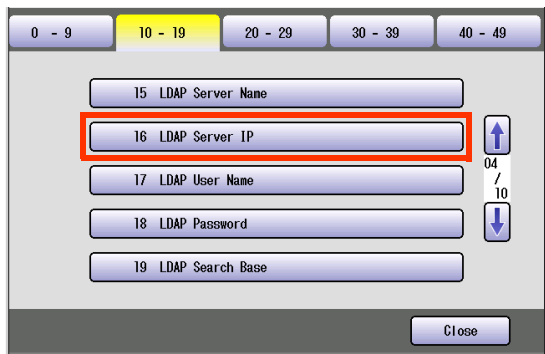 0 - 9
10 - 19
20 - 29
30 - 39
40 - 49
15 LDAP Server Name
16 LDAP Server IP
17 LDAP User Name
18 LDAP Password
19 LDAP Search Base
04
/
10
Close